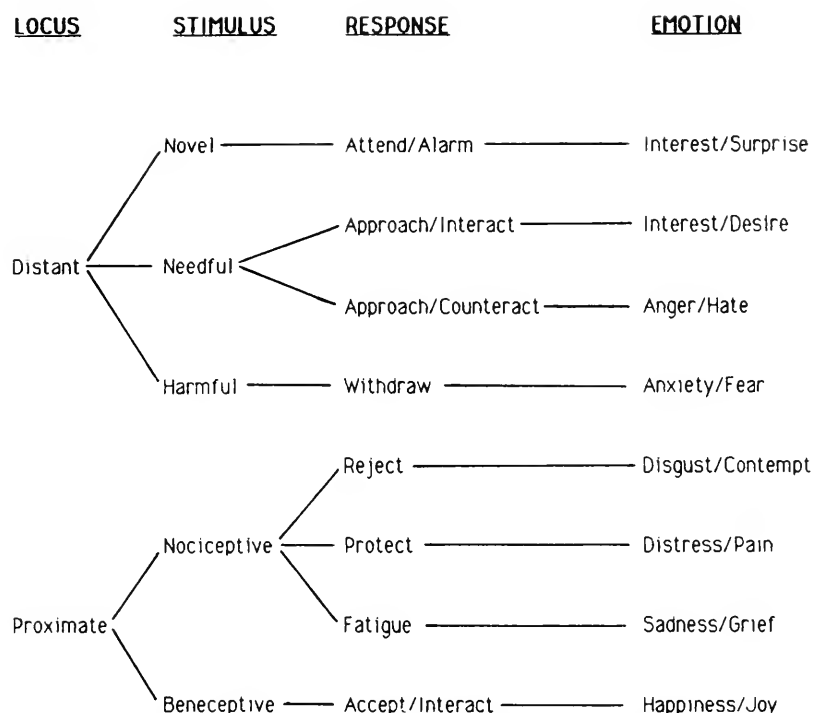 LOCUS STIMULUS RESPONSE EMOTION
Novel Attend/Alarm Interest/Surprise
Approach/Interact Interest/Desire
Distant Needful
Approach/Counteract Anger/Hate
Harmful Withdraw Anxiety/Fear
Reject Disgust/Contempt
Nociceptive Protect Distress/Pain
Proximate Fatigue Sadness/Grief
Beneceptive Accept/Interact Happiness/Joy